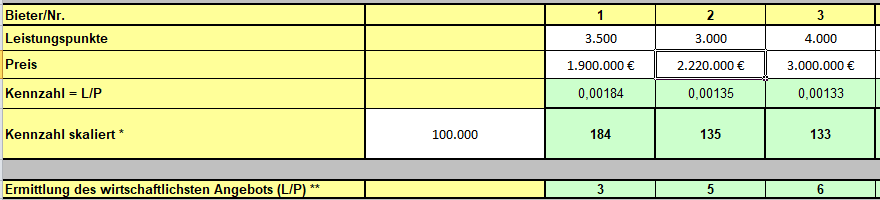 Bieter/Nr. 1 2 3
Leistungspunkte 3.500 3.000 4.000
Preis 1.900.000 € 2.220.000 € 3.000.000 €
Kennzahl = L/P 0,00184 0,00135 0,00133
Kennzahl skaliert * 100.000 184 135 133
Ermittlung des wirtschaftlichsten Angebots (L/P) ** 3 5 6